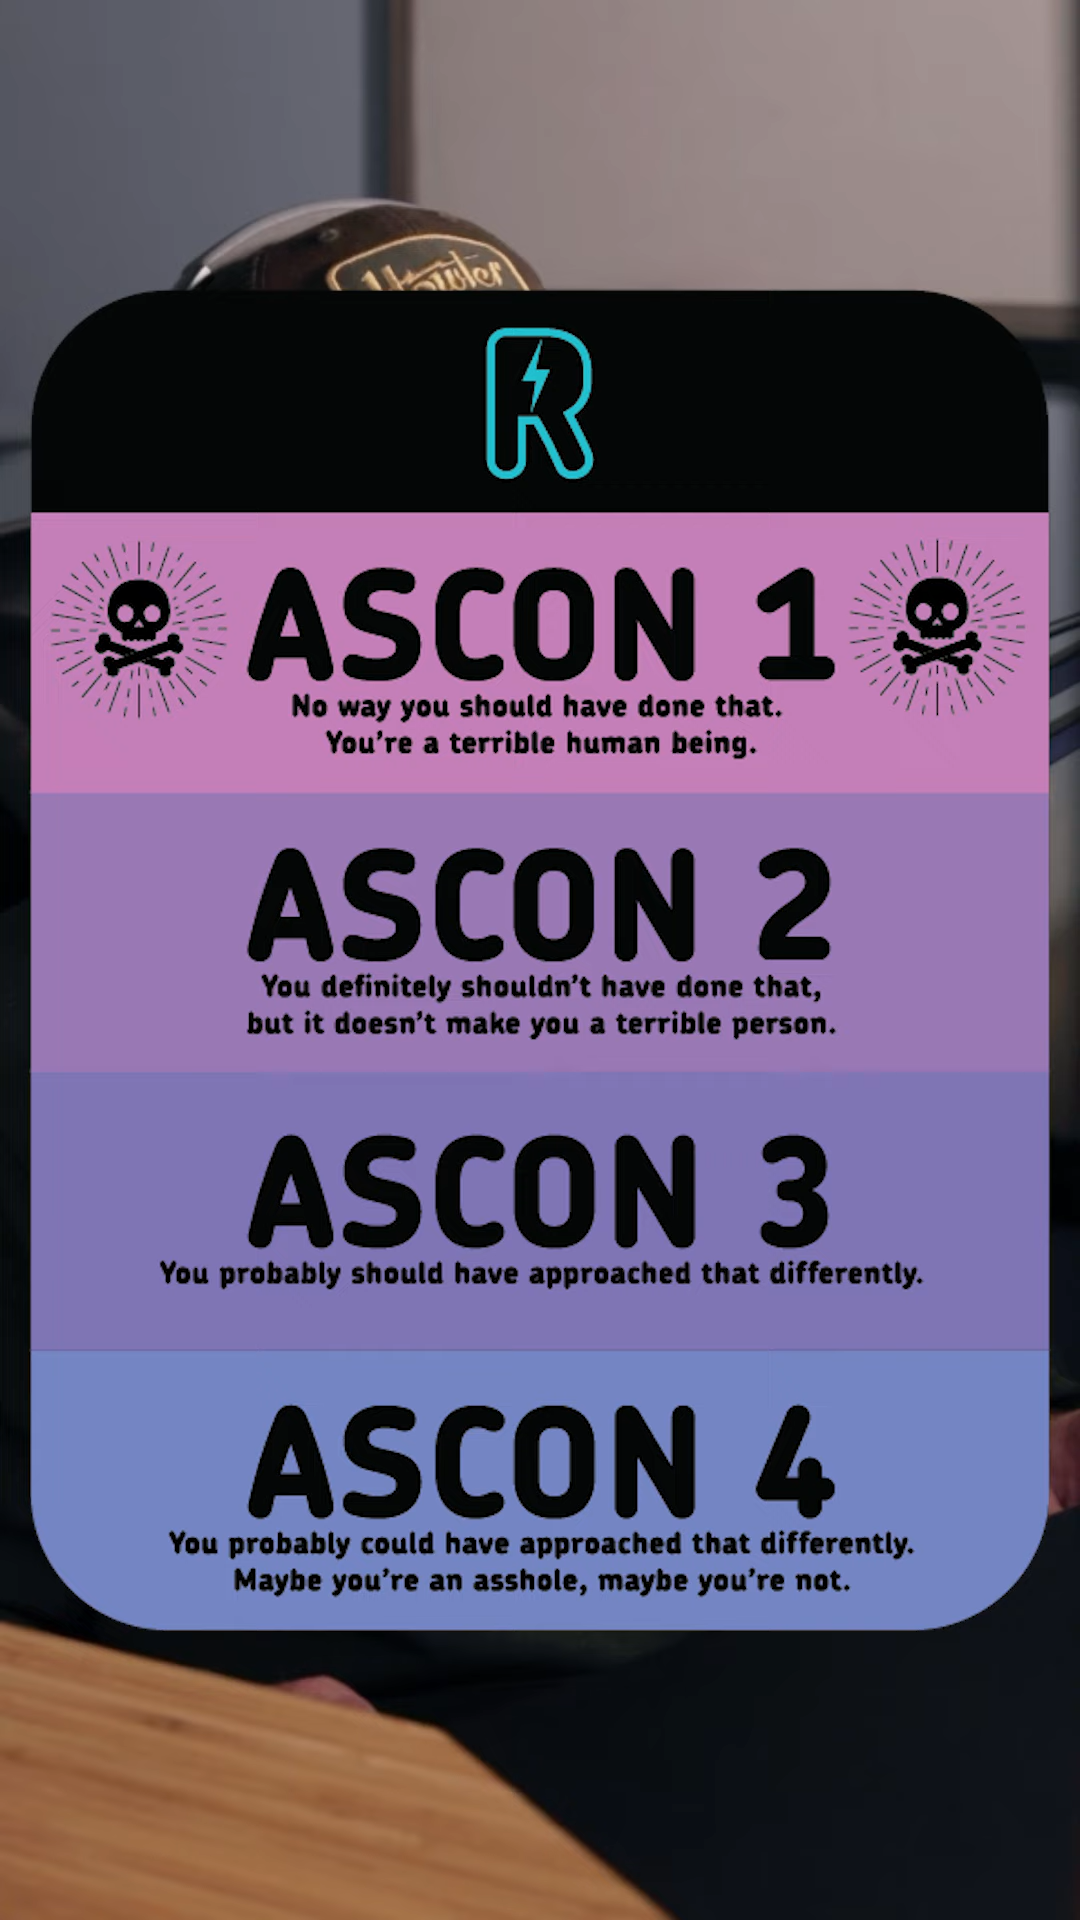 Howler
R
ASCON 1
No way you should have done that.
You're a terrible human being.
ASCON 2
You definitely shouldn't have done that,
but it doesn't make you a terrible person.
ASCON 3
You probably should have approached that differently.
ASCON 4
You probably could have approached that differently.
Maybe you're an asshole, maybe you're not.